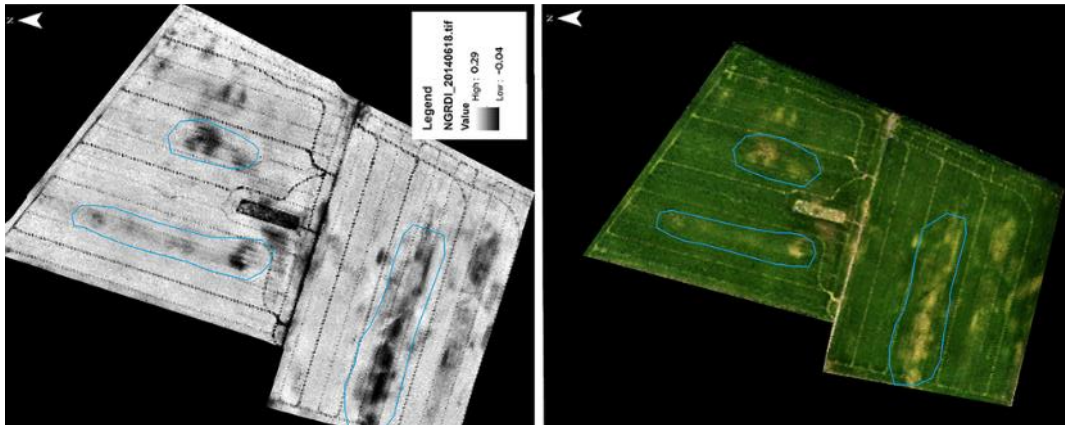 N
Legend
NGRDI_20140618.tif
Value
High : 0.29
Low : -0.04
N